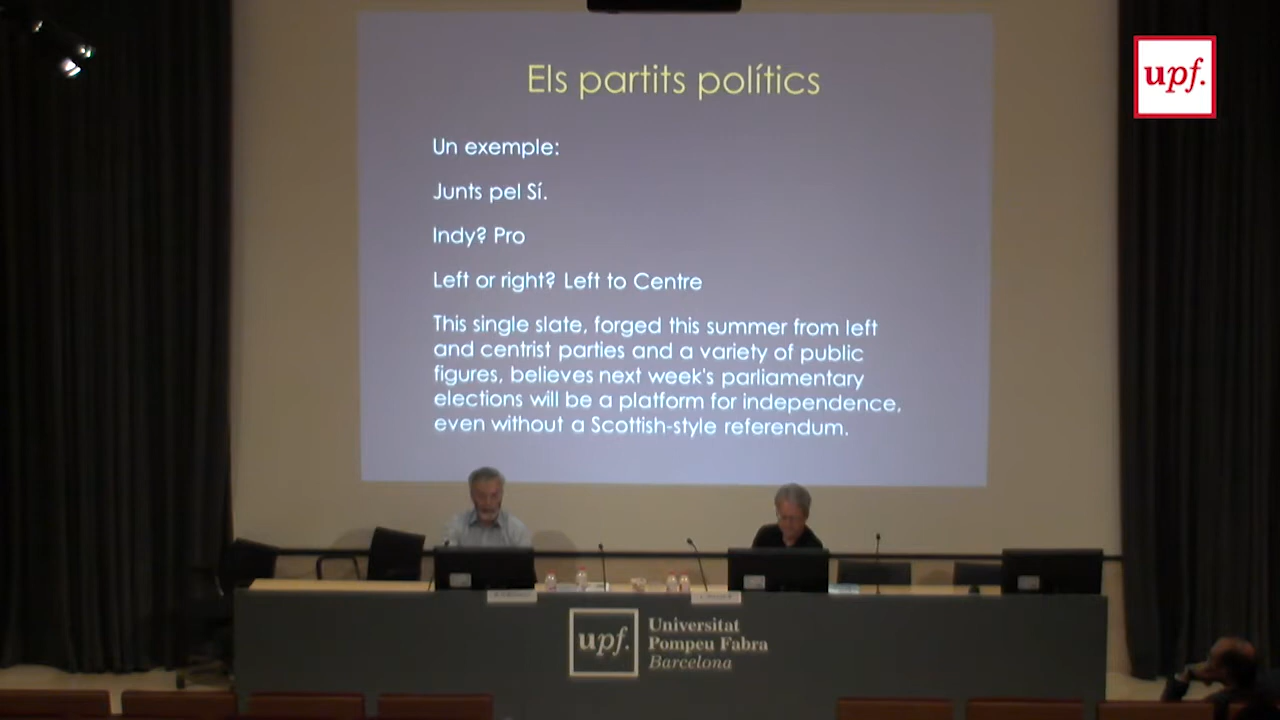 Els partits polítics
upf.
Un exemple:
Junts pel Sí.
Indy? Pro
Left or right? Left to Centre
This single slate, forged this summer from left
and centrist parties and a variety of public
figures, believes next week's parliamentary
elections will be a platform for independence,
even without a Scottish-style referendum.
upf.
Universitat
Pompeu Fabra
Barcelona